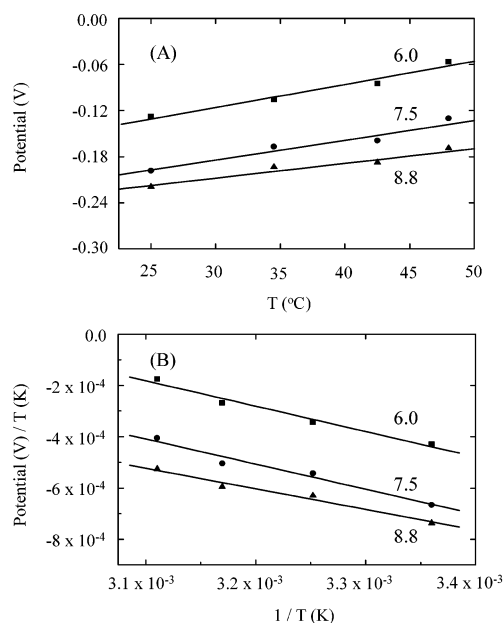 0.00
(A)
6.0
-0.06
7.5
-0.12
-0.18
8.8
-0.24
-0.30
Potential (V)
25 30 35 40 45 50
T (°C)
0.0
(B)
-2 x 10⁻⁴
6.0
-4 x 10⁻⁴
7.5
-6 x 10⁻⁴
8.8
-8 x 10⁻⁴
Potential (V) / T (K)
3.1 x 10⁻³ 3.2 x 10⁻³ 3.3 x 10⁻³ 3.4 x 10⁻³
1 / T (K)